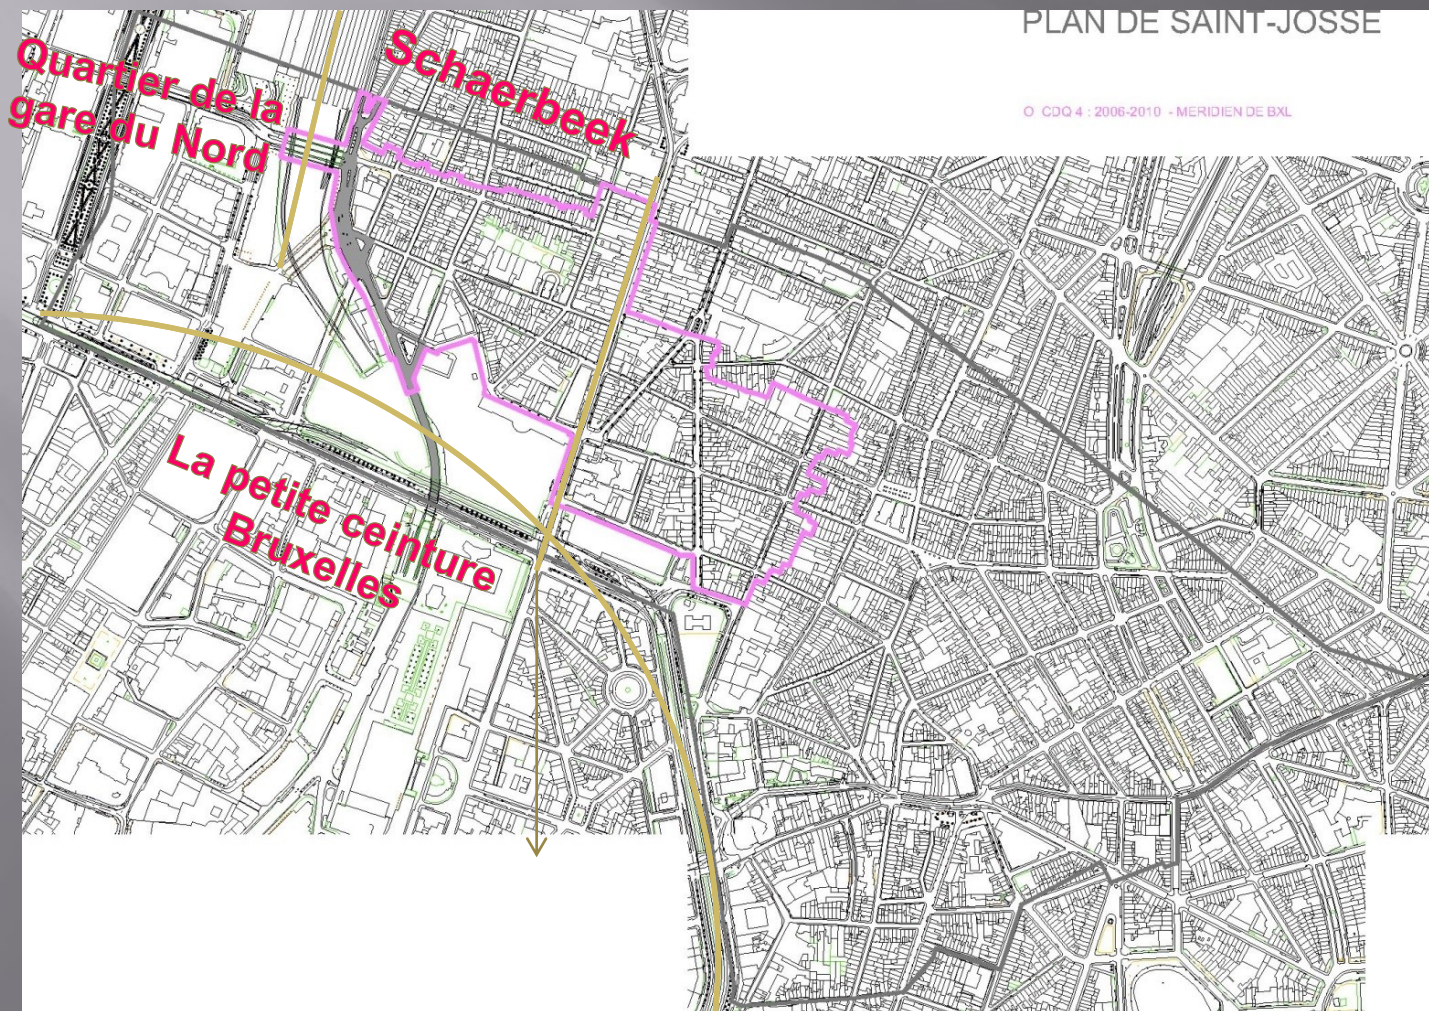 PLAN DE SAINT-JOSSE
O CDQ 4 : 2006-2010 - MERIDIEN DE BXL
Quartier de la
gare du Nord
Schaerbeek
La petite ceinture
Bruxelles